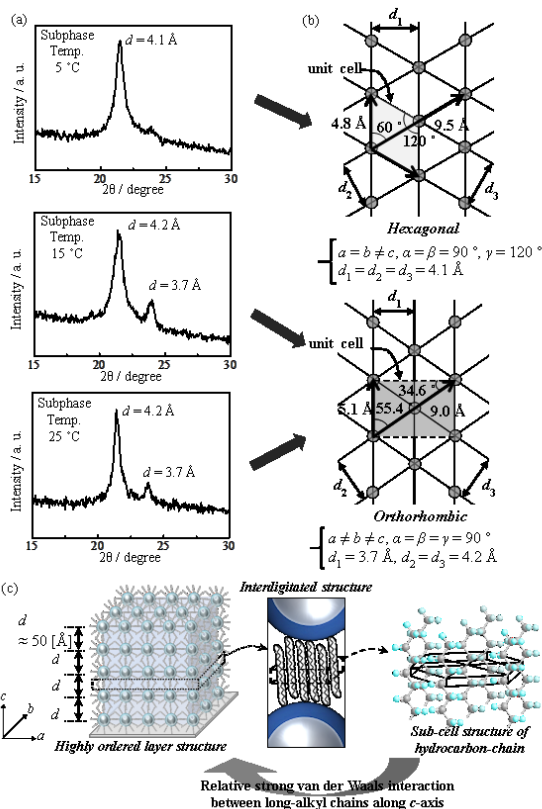 (a)
Intensity / a. u.
Subphase
Temp.
5 °C
d = 4.1 Å
15 20 25 30
2θ / degree
Intensity / a. u.
Subphase
Temp.
15 °C
d = 4.2 Å
d = 3.7 Å
15 20 25 30
2θ / degree
Intensity / a. u.
Subphase
Temp.
25 °C
d = 4.2 Å
d = 3.7 Å
15 20 25 30
2θ / degree
(b)
d1
unit cell
4.8 Å 60 ° 9.5 Å
120 °
d2 d3
Hexagonal
a = b ≠ c, α = β = 90 °, γ = 120 °
d1 = d2 = d3 = 4.1 Å
d1
unit cell
34.6 °
5.1 Å 55.4 9.0 Å
d2 d3
Orthorhombic
a ≠ b ≠ c, α = β = γ = 90 °
d1 = 3.7 Å, d2 = d3 = 4.2 Å
(c)
Interdigitated structure
d
≈ 50 [Å]
d
d
d
c
b
a
Highly ordered layer structure
Sub-cell structure of
hydrocarbon-chain
Relative strong van der Waals interaction
between long-alkyl chains along c-axis